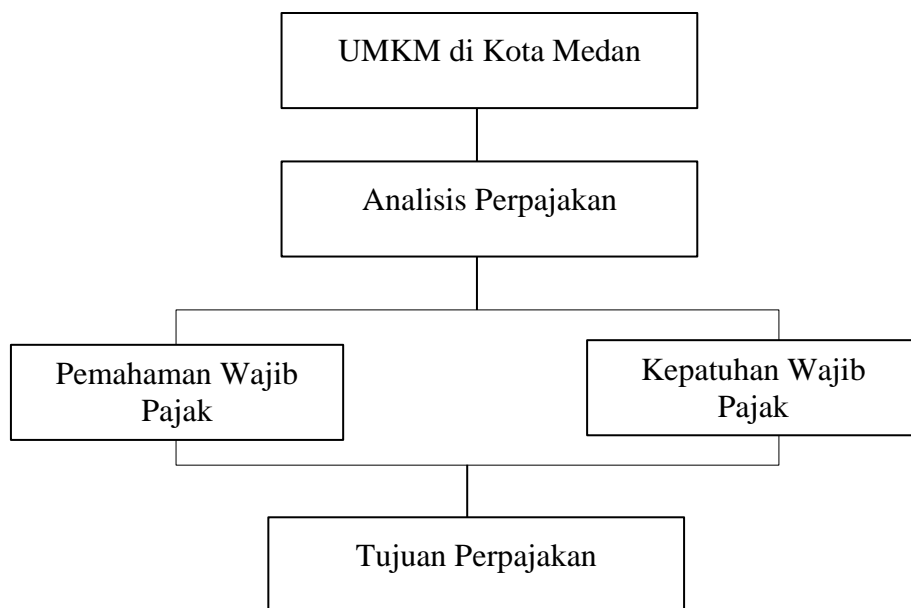 UMKM di Kota Medan
Analisis Perpajakan
Pemahaman Wajib
Pajak
Kepatuhan Wajib
Pajak
Tujuan Perpajakan